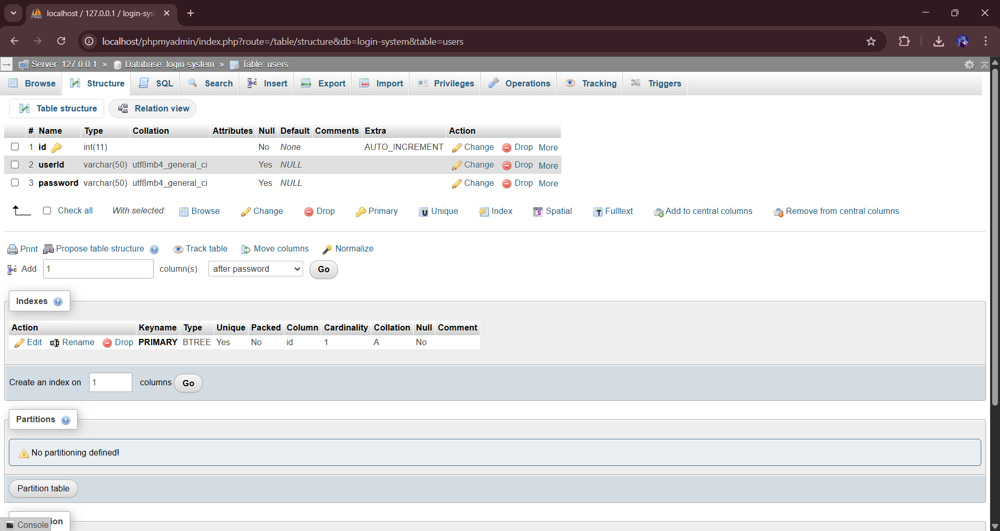 localhost / 127.0.0.1 / login-sys
localhost/phpmyadmin/index.php?route=/table/structure&db=login-system&table=users
Server: 127.0.0.1 » Database: login-system » Table: users
Browse Structure SQL Search Insert Export Import Privileges Operations Tracking Triggers
Table structure Relation view
# Name Type Collation Attributes Null Default Comments Extra Action
1 id int(11) No None AUTO_INCREMENT Change Drop More
2 userId varchar(50) utf8mb4_general_ci Yes NULL Change Drop More
3 password varchar(50) utf8mb4_general_ci Yes NULL Change Drop More
Check all With selected: Browse Change Drop Primary Unique Index Spatial Fulltext Add to central columns Remove from central columns
Print Propose table structure Track table Move columns Normalize
Add 1 column(s) after password Go
Indexes
Action Keyname Type Unique Packed Column Cardinality Collation Null Comment
Edit Rename Drop PRIMARY BTREE Yes No id 1 A No
Create an index on 1 columns Go
Partitions
No partitioning defined!
Partition table
Console ion